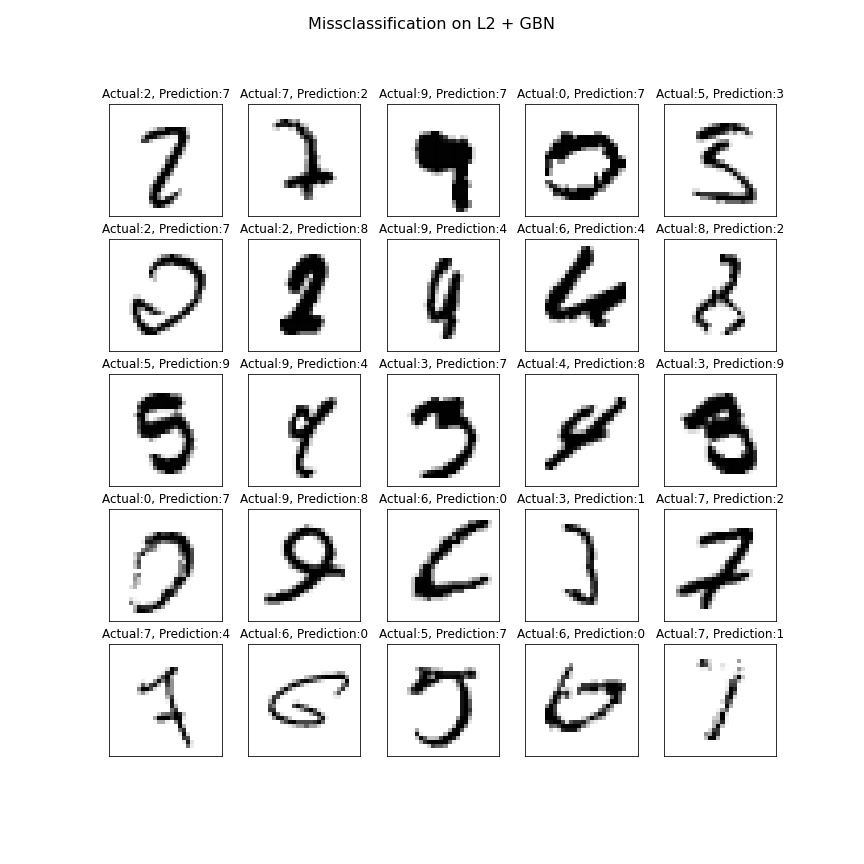 Missclassification on L2 + GBN
Actual:2, Prediction:7 Actual:7, Prediction:2 Actual:9, Prediction:7 Actual:0, Prediction:7 Actual:5, Prediction:3
Actual:2, Prediction:7 Actual:2, Prediction:8 Actual:9, Prediction:4 Actual:6, Prediction:4 Actual:8, Prediction:2
Actual:5, Prediction:9 Actual:9, Prediction:4 Actual:3, Prediction:7 Actual:4, Prediction:8 Actual:3, Prediction:9
Actual:0, Prediction:7 Actual:9, Prediction:8 Actual:6, Prediction:0 Actual:3, Prediction:1 Actual:7, Prediction:2
Actual:7, Prediction:4 Actual:6, Prediction:0 Actual:5, Prediction:7 Actual:6, Prediction:0 Actual:7, Prediction:1